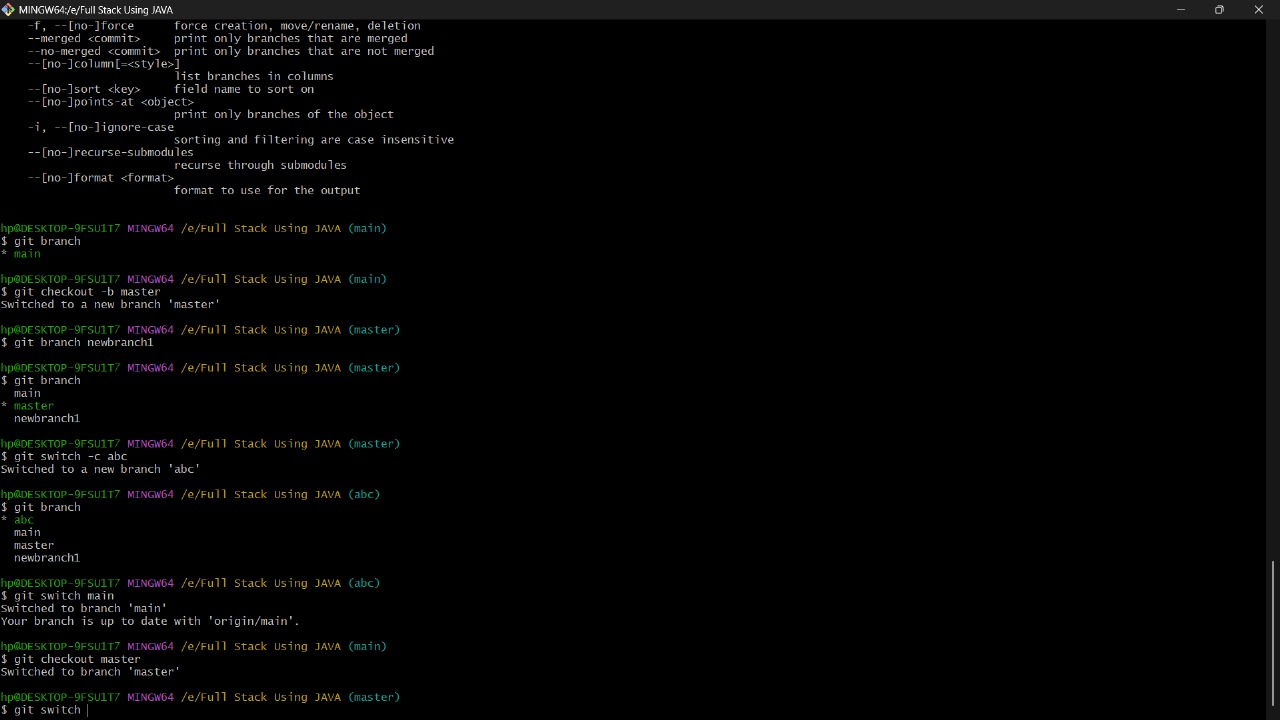 MINGW64:/e/Full Stack Using JAVA
-f, --[no-]force      force creation, move/rename, deletion
--merged <commit>     print only branches that are merged
--no-merged <commit>  print only branches that are not merged
--[no-]column[=<style>]
list branches in columns
--[no-]sort <key>     field name to sort on
--[no-]points-at <object>
print only branches of the object
-i, --[no-]ignore-case
sorting and filtering are case insensitive
--[no-]recurse-submodules
recurse through submodules
--[no-]format <format>
format to use for the output
hp@DESKTOP-9FSU1T7 MINGW64 /e/Full Stack Using JAVA (main)
$ git branch
* main
hp@DESKTOP-9FSU1T7 MINGW64 /e/Full Stack Using JAVA (main)
$ git checkout -b master
Switched to a new branch 'master'
hp@DESKTOP-9FSU1T7 MINGW64 /e/Full Stack Using JAVA (master)
$ git branch newbranch1
hp@DESKTOP-9FSU1T7 MINGW64 /e/Full Stack Using JAVA (master)
$ git branch
main
* master
newbranch1
hp@DESKTOP-9FSU1T7 MINGW64 /e/Full Stack Using JAVA (master)
$ git switch -c abc
Switched to a new branch 'abc'
hp@DESKTOP-9FSU1T7 MINGW64 /e/Full Stack Using JAVA (abc)
$ git branch
* abc
main
master
newbranch1
hp@DESKTOP-9FSU1T7 MINGW64 /e/Full Stack Using JAVA (abc)
$ git switch main
Switched to branch 'main'
Your branch is up to date with 'origin/main'.
hp@DESKTOP-9FSU1T7 MINGW64 /e/Full Stack Using JAVA (main)
$ git checkout master
Switched to branch 'master'
hp@DESKTOP-9FSU1T7 MINGW64 /e/Full Stack Using JAVA (master)
$ git switch